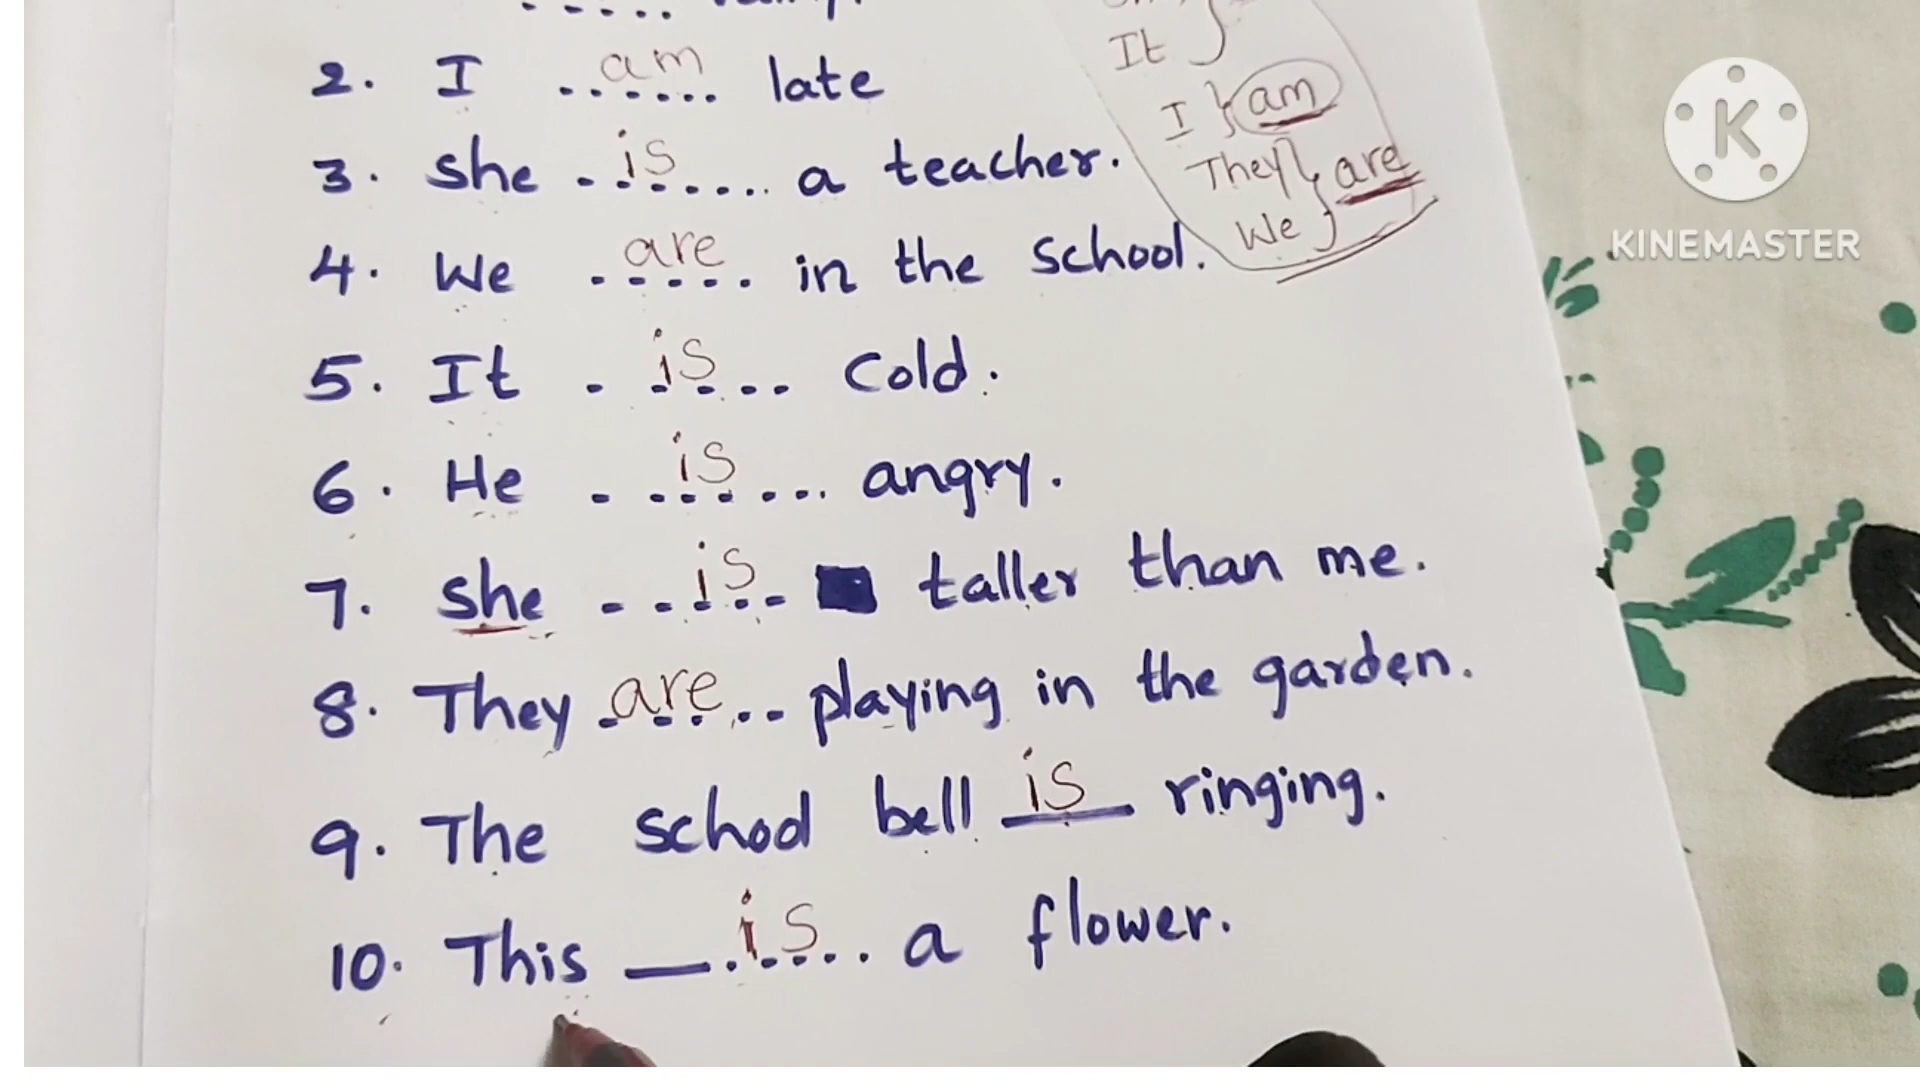 2. I ...am... late
3. She ...is.... a teacher.
4. We ..are.. in the school.
5. It . .is... Cold.
6. He . ..is.... angry.
7. She ...is.. taller than me.
8. They .are... playing in the garden.
9. The school bell is ringing.
10. This _ ..is... a flower.
It
I } am
They } are
We
K
KINEMASTER